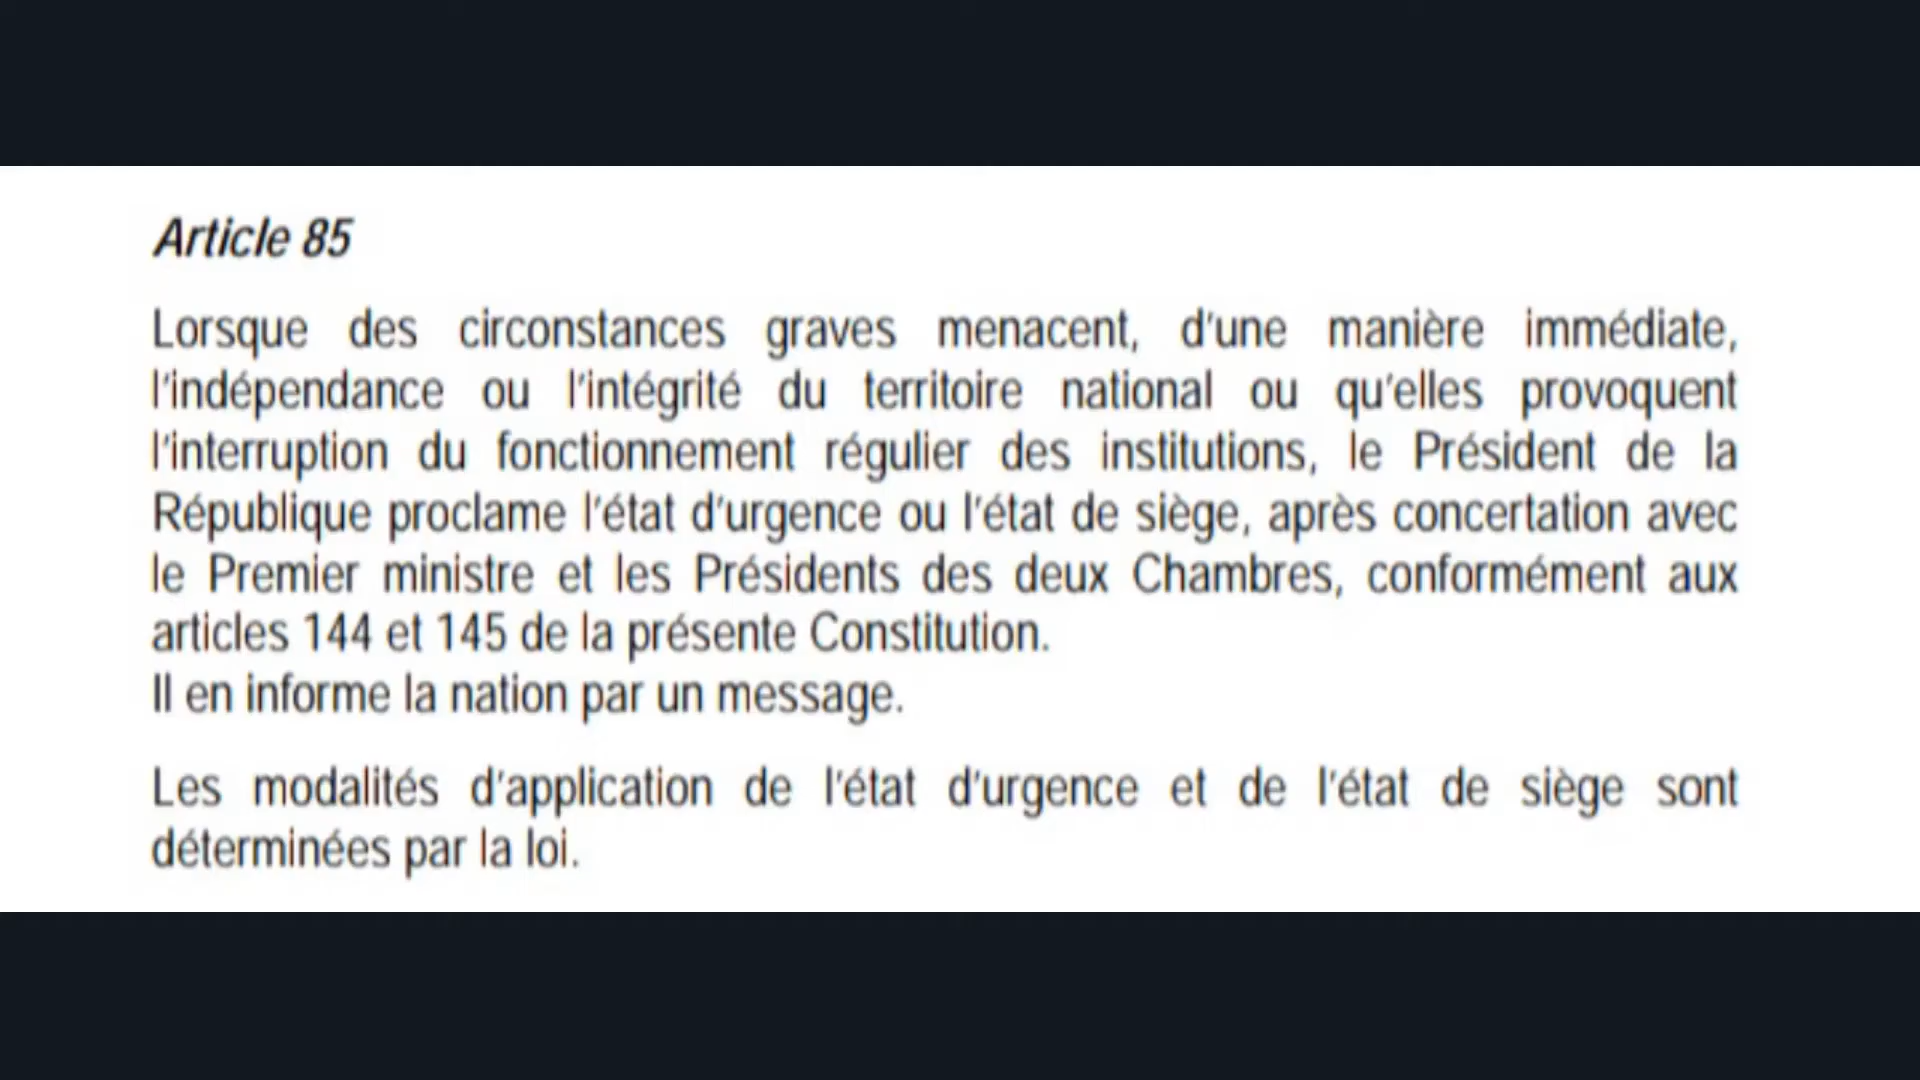 Article 85
Lorsque des circonstances graves menacent, d'une manière immédiate,
l'indépendance ou l'intégrité du territoire national ou qu'elles provoquent
l'interruption du fonctionnement régulier des institutions, le Président de la
République proclame l'état d'urgence ou l'état de siège, après concertation avec
le Premier ministre et les Présidents des deux Chambres, conformément aux
articles 144 et 145 de la présente Constitution.
Il en informe la nation par un message.
Les modalités d'application de l'état d'urgence et de l'état de siège sont
déterminées par la loi.